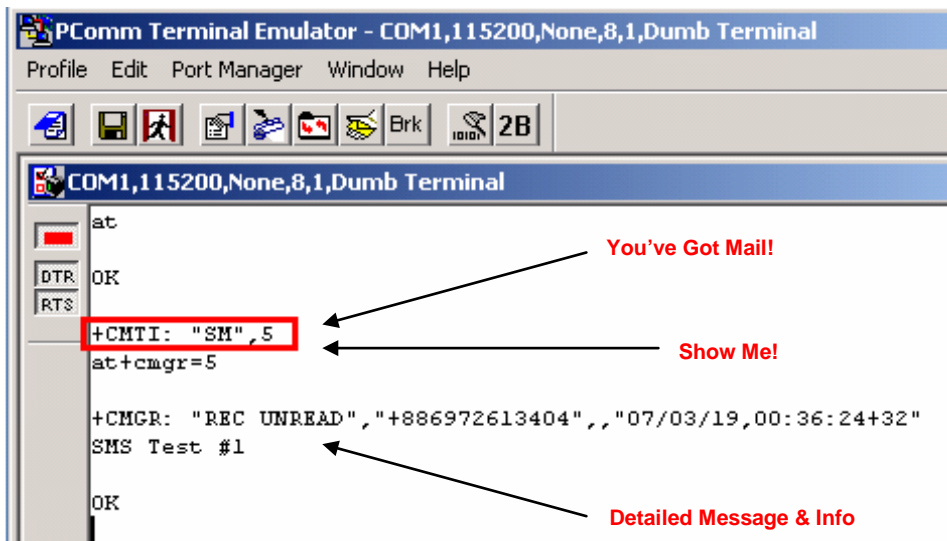 PComm Terminal Emulator - COM1,115200,None,8,1,Dumb Terminal
Profile Edit Port Manager Window Help
Brk 2B
COM1,115200,None,8,1,Dumb Terminal
at
You've Got Mail!
DTR OK
RTS
+CMTI: "SM",5
Show Me!
at+cmgr=5
+CMGR: "REC UNREAD","+886972613404",,"07/03/19,00:36:24+32"
SMS Test #1
OK
Detailed Message & Info